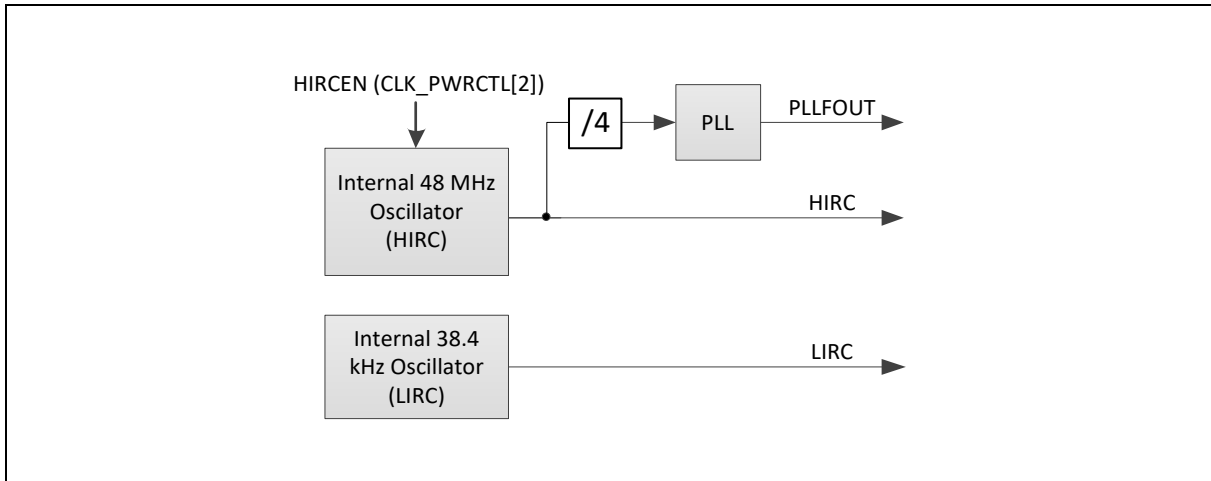 HIRCEN (CLK_PWRCTL[2])
/4
PLL
PLLFOUT
Internal 48 MHz
Oscillator
(HIRC)
HIRC
Internal 38.4
kHz Oscillator
(LIRC)
LIRC